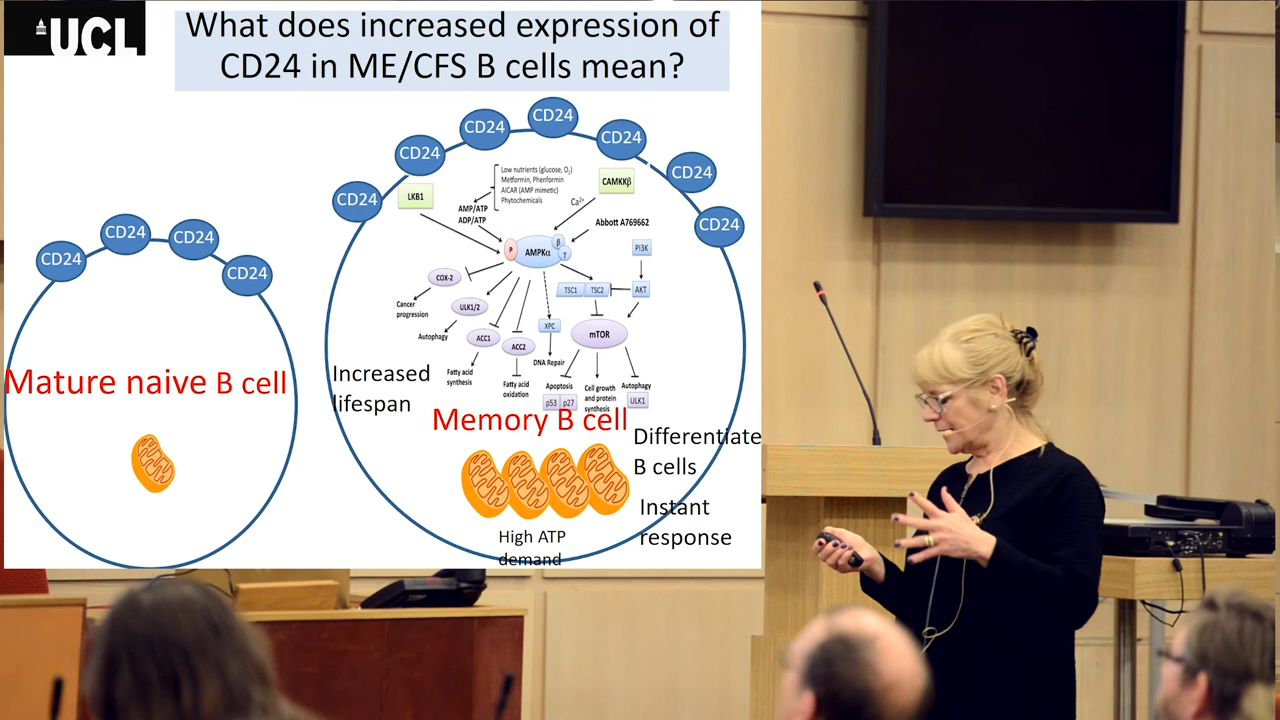 UCL
What does increased expression of
CD24 in ME/CFS B cells mean?
CD24
CD24
CD24
CD24
CD24
CD24
CD24
CD24
CD24
CD24
CD24
Low nutrients (glucose, O2)
Metformin, Phenformin
AICAR (AMP mimetic)
Phytochemicals
LKB1
CAMKKβ
AMP/ATP
ADP/ATP
Ca2+
Abbott A769662
P
AMPKα
β
γ
PI3K
COX-2
TSC1
TSC2
AKT
Cancer
progression
ULK1/2
Autophagy
ACC1
ACC2
XPC
mTOR
DNA Repair
Fatty acid
synthesis
Fatty acid
oxidation
Apoptosis
p53
p27
Cell growth
and protein
synthesis
Autophagy
ULK1
Mature naive B cell
Increased
lifespan
Memory B cell
Differentiate
B cells
Instant
response
High ATP
demand